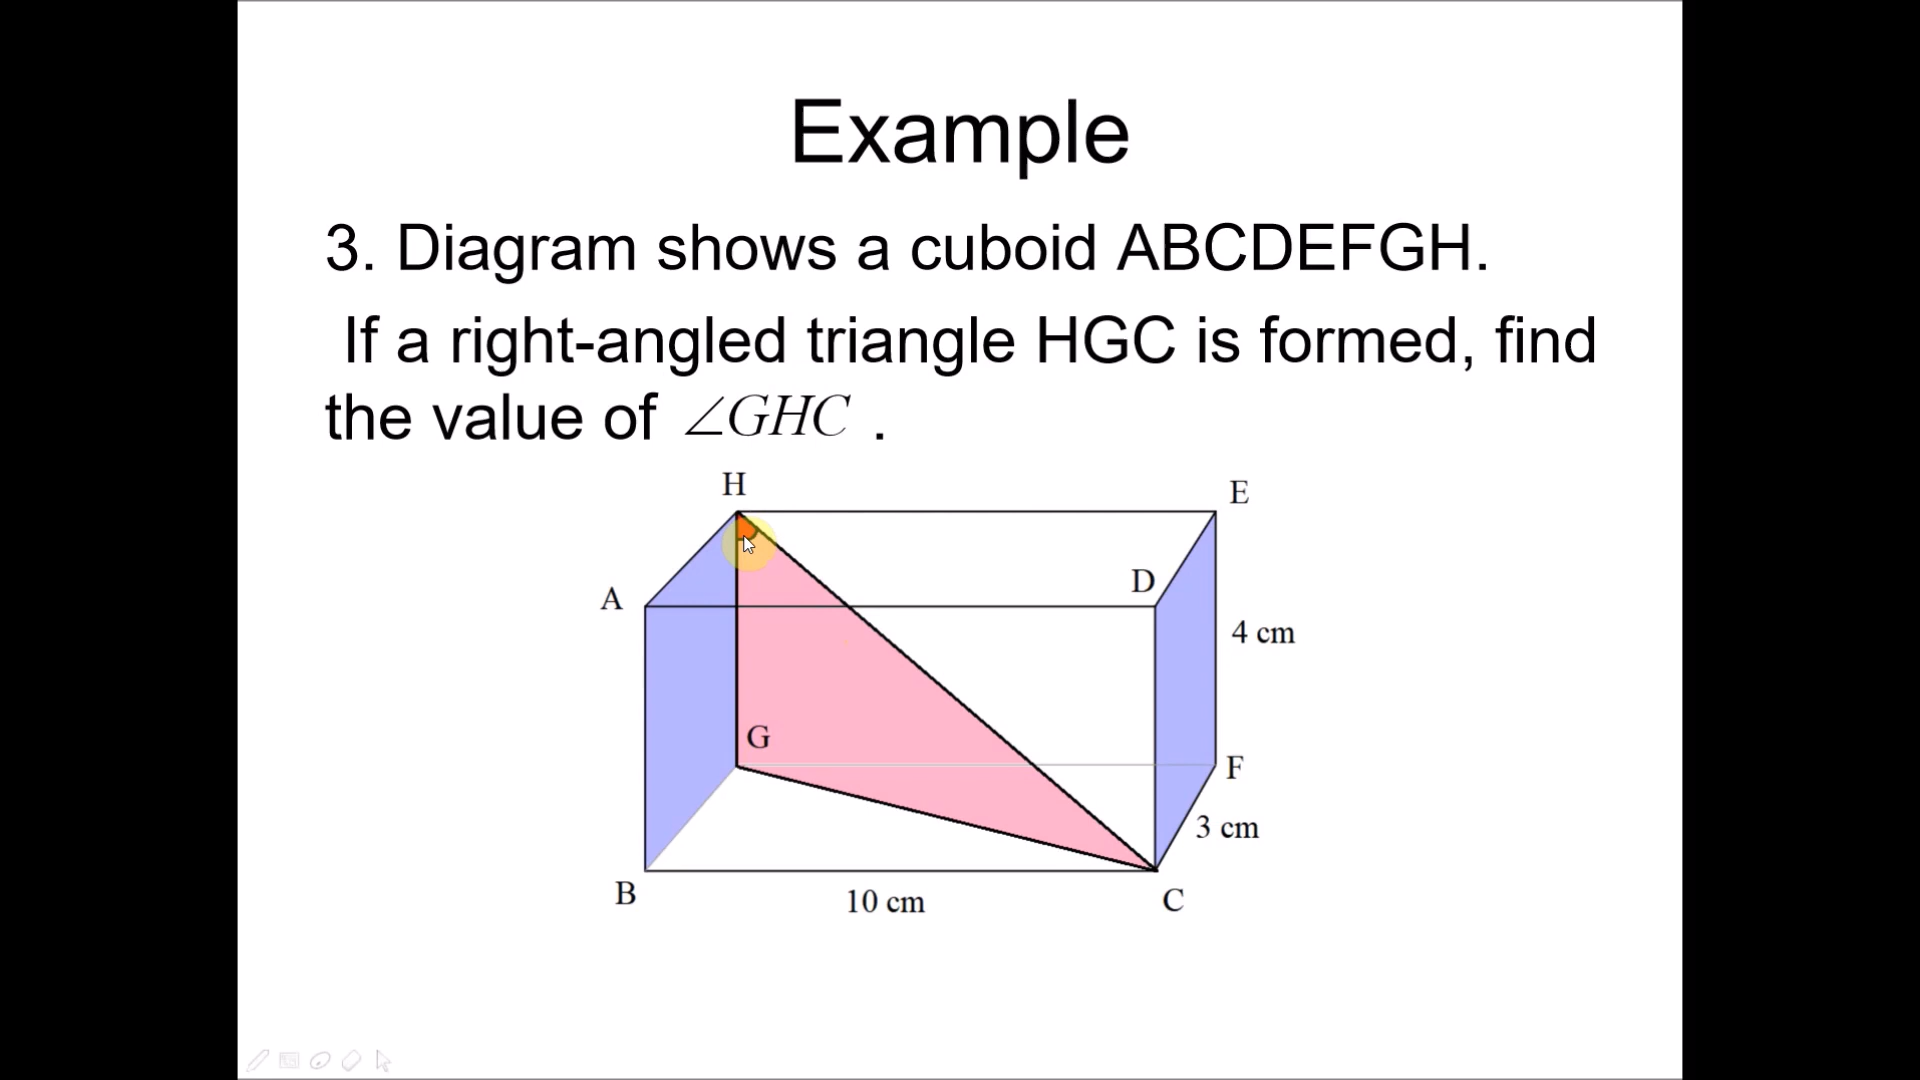 Example
3. Diagram shows a cuboid ABCDEFGH.
If a right-angled triangle HGC is formed, find
the value of ∠GHC .
H
E
D
A
4 cm
G
F
3 cm
B
10 cm
C